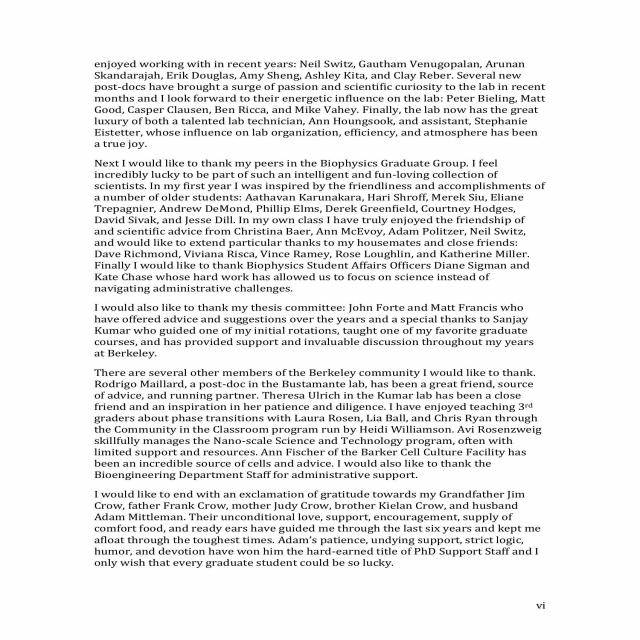 enjoyed working with in recent years: Neil Switz, Gautham Venugopalan, Arunan
Skandarajah, Erik Douglas, Amy Sheng, Ashley Kita, and Clay Reber. Several new
post-docs have brought a surge of passion and scientific curiosity to the lab in recent
months and I look forward to their energetic influence on the lab: Peter Bieling, Matt
Good, Casper Clausen, Ben Ricca, and Mike Vahey. Finally, the lab now has the great
luxury of both a talented lab technician, Ann Houngsook, and assistant, Stephanie
Eistetter, whose influence on lab organization, efficiency, and atmosphere has been
a true joy.
Next I would like to thank my peers in the Biophysics Graduate Group. I feel
incredibly lucky to be part of such an intelligent and fun-loving collection of
scientists. In my first year I was inspired by the friendliness and accomplishments of
a number of older students: Aathavan Karunakara, Hari Shroff, Merek Siu, Eliane
Trepagnier, Andrew DeMond, Phillip Elms, Derek Greenfield, Courtney Hodges,
David Sivak, and Jesse Dill. In my own class I have truly enjoyed the friendship of
and scientific advice from Christina Baer, Ann McEvoy, Adam Politzer, Neil Switz,
and would like to extend particular thanks to my housemates and close friends:
Dave Richmond, Viviana Risca, Vince Ramey, Rose Loughlin, and Katherine Miller.
Finally I would like to thank Biophysics Student Affairs Officers Diane Sigman and
Kate Chase whose hard work has allowed us to focus on science instead of
navigating administrative challenges.
I would also like to thank my thesis committee: John Forte and Matt Francis who
have offered advice and suggestions over the years and a special thanks to Sanjay
Kumar who guided one of my initial rotations, taught one of my favorite graduate
courses, and has provided support and invaluable discussion throughout my years
at Berkeley.
There are several other members of the Berkeley community I would like to thank.
Rodrigo Maillard, a post-doc in the Bustamante lab, has been a great friend, source
of advice, and running partner. Theresa Ulrich in the Kumar lab has been a close
friend and an inspiration in her patience and diligence. I have enjoyed teaching 3rd
graders about phase transitions with Laura Rosen, Lia Ball, and Chris Ryan through
the Community in the Classroom program run by Heidi Williamson. Avi Rosenzweig
skillfully manages the Nano-scale Science and Technology program, often with
limited support and resources. Ann Fischer of the Barker Cell Culture Facility has
been an incredible source of cells and advice. I would also like to thank the
Bioengineering Department Staff for administrative support.
I would like to end with an exclamation of gratitude towards my Grandfather Jim
Crow, father Frank Crow, mother Judy Crow, brother Kielan Crow, and husband
Adam Mittleman. Their unconditional love, support, encouragement, supply of
comfort food, and ready ears have guided me through the last six years and kept me
afloat through the toughest times. Adam's patience, undying support, strict logic,
humor, and devotion have won him the hard-earned title of PhD Support Staff and I
only wish that every graduate student could be so lucky.
vi